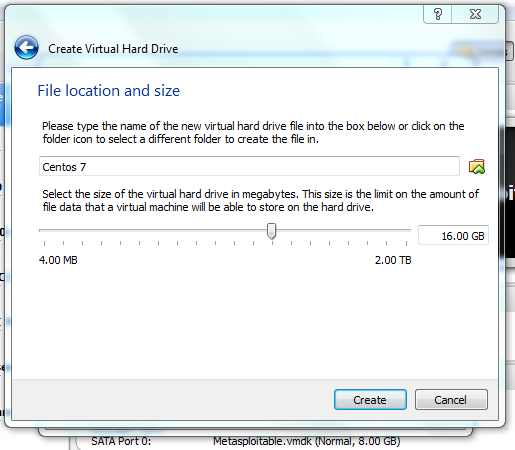 Create Virtual Hard Drive
File location and size
Please type the name of the new virtual hard drive file into the box below or click on the
folder icon to select a different folder to create the file in.
Centos 7
Select the size of the virtual hard drive in megabytes. This size is the limit on the amount of
file data that a virtual machine will be able to store on the hard drive.
16.00 GB
4.00 MB 2.00 TB
Create Cancel
SATA Port 0: Metasploitable.vmdk (Normal, 8.00 GB)